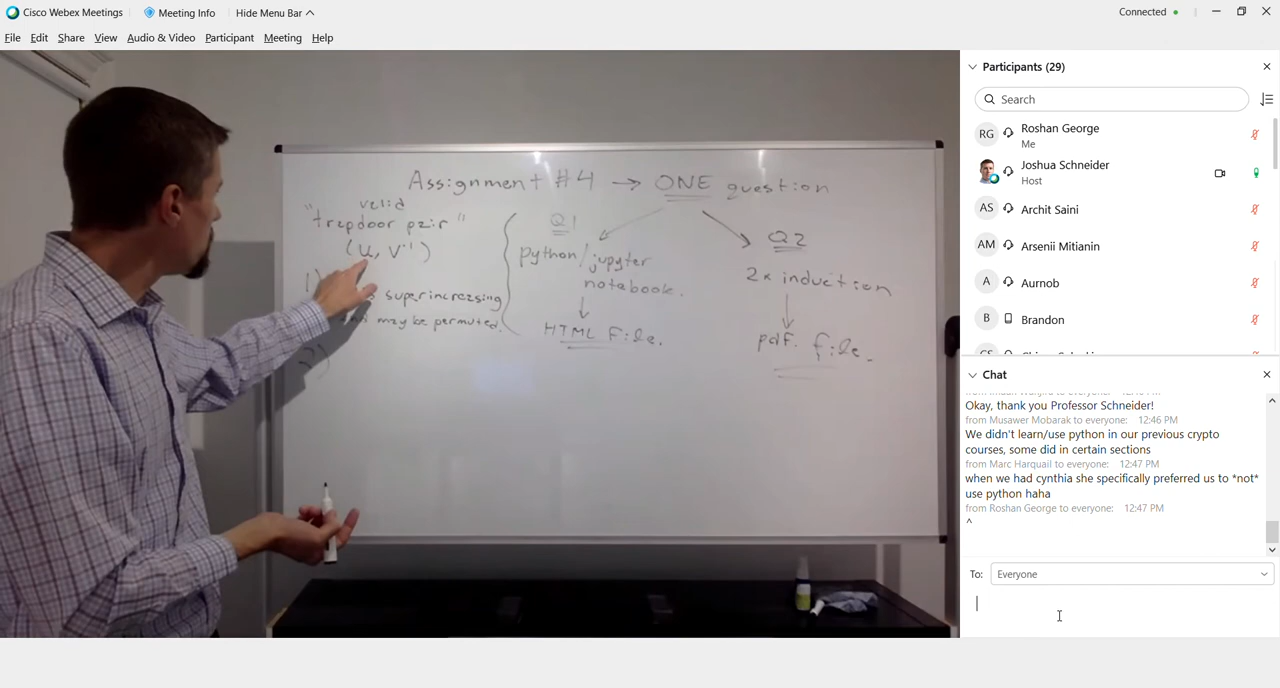 Cisco Webex Meetings Meeting Info Hide Menu Bar Connected
File Edit Share View Audio & Video Participant Meeting Help
Assignment #4 → ONE question
valid
"trapdoor pair"
(U, V⁻¹)
1)
superincreasing
may be permuted.
2)
Q1
python/jupyter
notebook.
HTML File.
Q2
2x induction
pdf. file.
Participants (29)
Search
RG Roshan George
Me
Joshua Schneider
Host
AS Archit Saini
AM Arsenii Mitianin
A Aurnob
B Brandon
Chat
Okay, thank you Professor Schneider!
from Musawer Mobarak to everyone: 12:46 PM
We didn't learn/use python in our previous crypto
courses, some did in certain sections
from Marc Harquail to everyone: 12:47 PM
when we had cynthia she specifically preferred us to *not*
use python haha
from Roshan George to everyone: 12:47 PM
^
To: Everyone